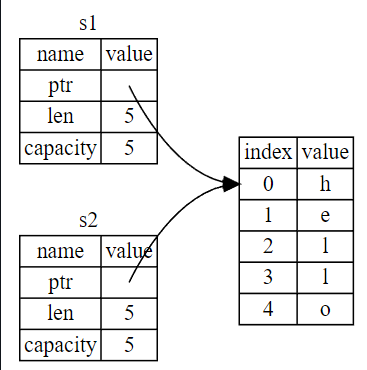 s1
name value
ptr
len 5
capacity 5
s2
name value
ptr
len 5
capacity 5
index value
0 h
1 e
2 l
3 l
4 o